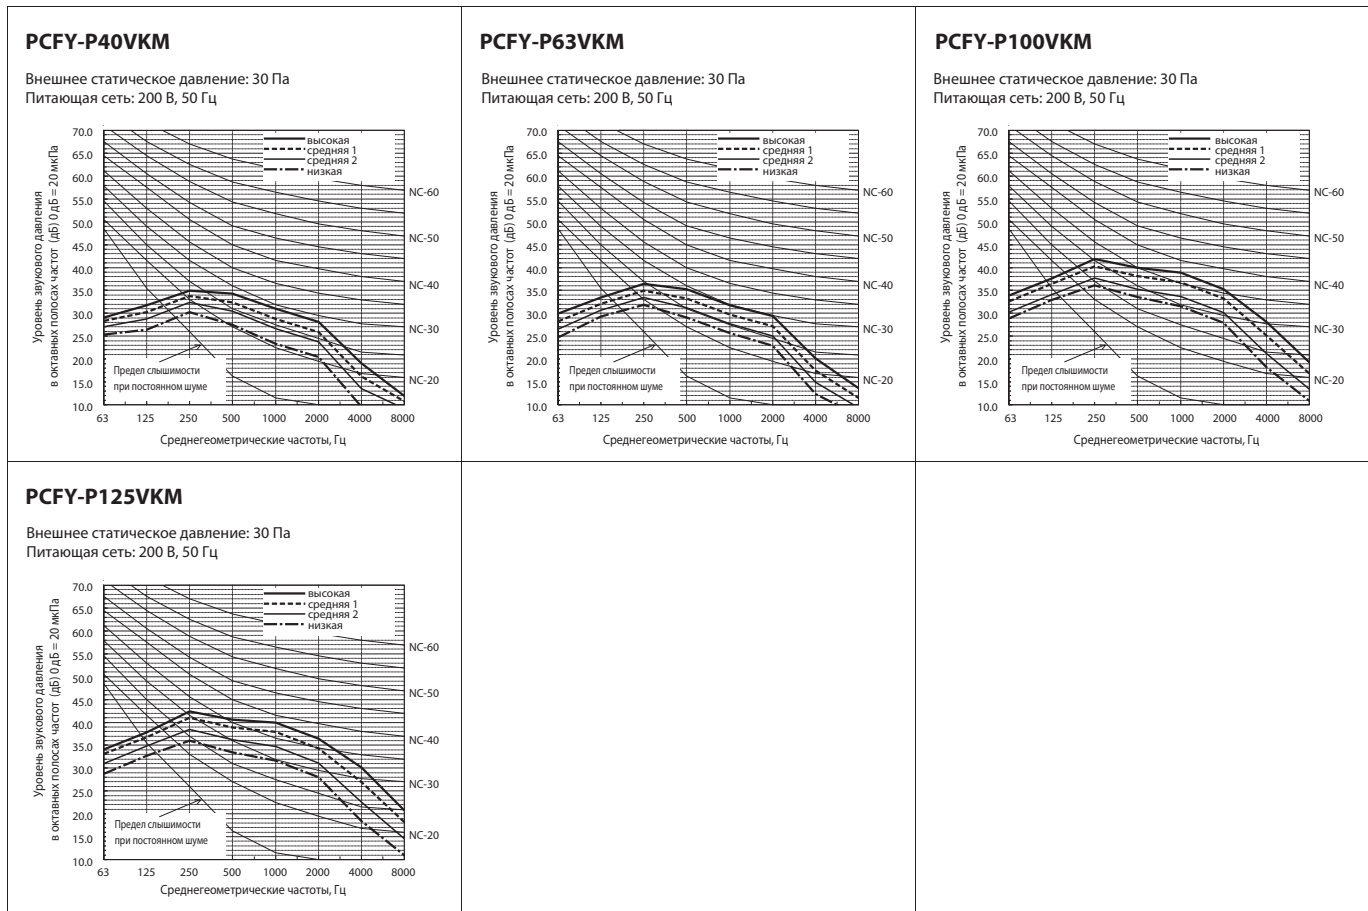 PCFY-P40VKM
Внешнее статическое давление: 30 Па
Питающая сеть: 200 В, 50 Гц
Уровень звукового давления
в октавных полосах частот (дБ) 0 дБ = 20 мкПа
70.0
65.0
60.0
55.0
50.0
45.0
40.0
35.0
30.0
25.0
20.0
15.0
10.0
высокая
средняя 1
средняя 2
низкая
NC-60
NC-50
NC-40
NC-30
NC-20
Предел слышимости
при постоянном шуме
63 125 250 500 1000 2000 4000 8000
Среднегеометрические частоты, Гц
PCFY-P63VKM
Внешнее статическое давление: 30 Па
Питающая сеть: 200 В, 50 Гц
Уровень звукового давления
в октавных полосах частот (дБ) 0 дБ = 20 мкПа
70.0
65.0
60.0
55.0
50.0
45.0
40.0
35.0
30.0
25.0
20.0
15.0
10.0
высокая
средняя 1
средняя 2
низкая
NC-60
NC-50
NC-40
NC-30
NC-20
Предел слышимости
при постоянном шуме
63 125 250 500 1000 2000 4000 8000
Среднегеометрические частоты, Гц
PCFY-P100VKM
Внешнее статическое давление: 30 Па
Питающая сеть: 200 В, 50 Гц
Уровень звукового давления
в октавных полосах частот (дБ) 0 дБ = 20 мкПа
70.0
65.0
60.0
55.0
50.0
45.0
40.0
35.0
30.0
25.0
20.0
15.0
10.0
высокая
средняя 1
средняя 2
низкая
NC-60
NC-50
NC-40
NC-30
NC-20
Предел слышимости
при постоянном шуме
63 125 250 500 1000 2000 4000 8000
Среднегеометрические частоты, Гц
PCFY-P125VKM
Внешнее статическое давление: 30 Па
Питающая сеть: 200 В, 50 Гц
Уровень звукового давления
в октавных полосах частот (дБ) 0 дБ = 20 мкПа
70.0
65.0
60.0
55.0
50.0
45.0
40.0
35.0
30.0
25.0
20.0
15.0
10.0
высокая
средняя 1
средняя 2
низкая
NC-60
NC-50
NC-40
NC-30
NC-20
Предел слышимости
при постоянном шуме
63 125 250 500 1000 2000 4000 8000
Среднегеометрические частоты, Гц